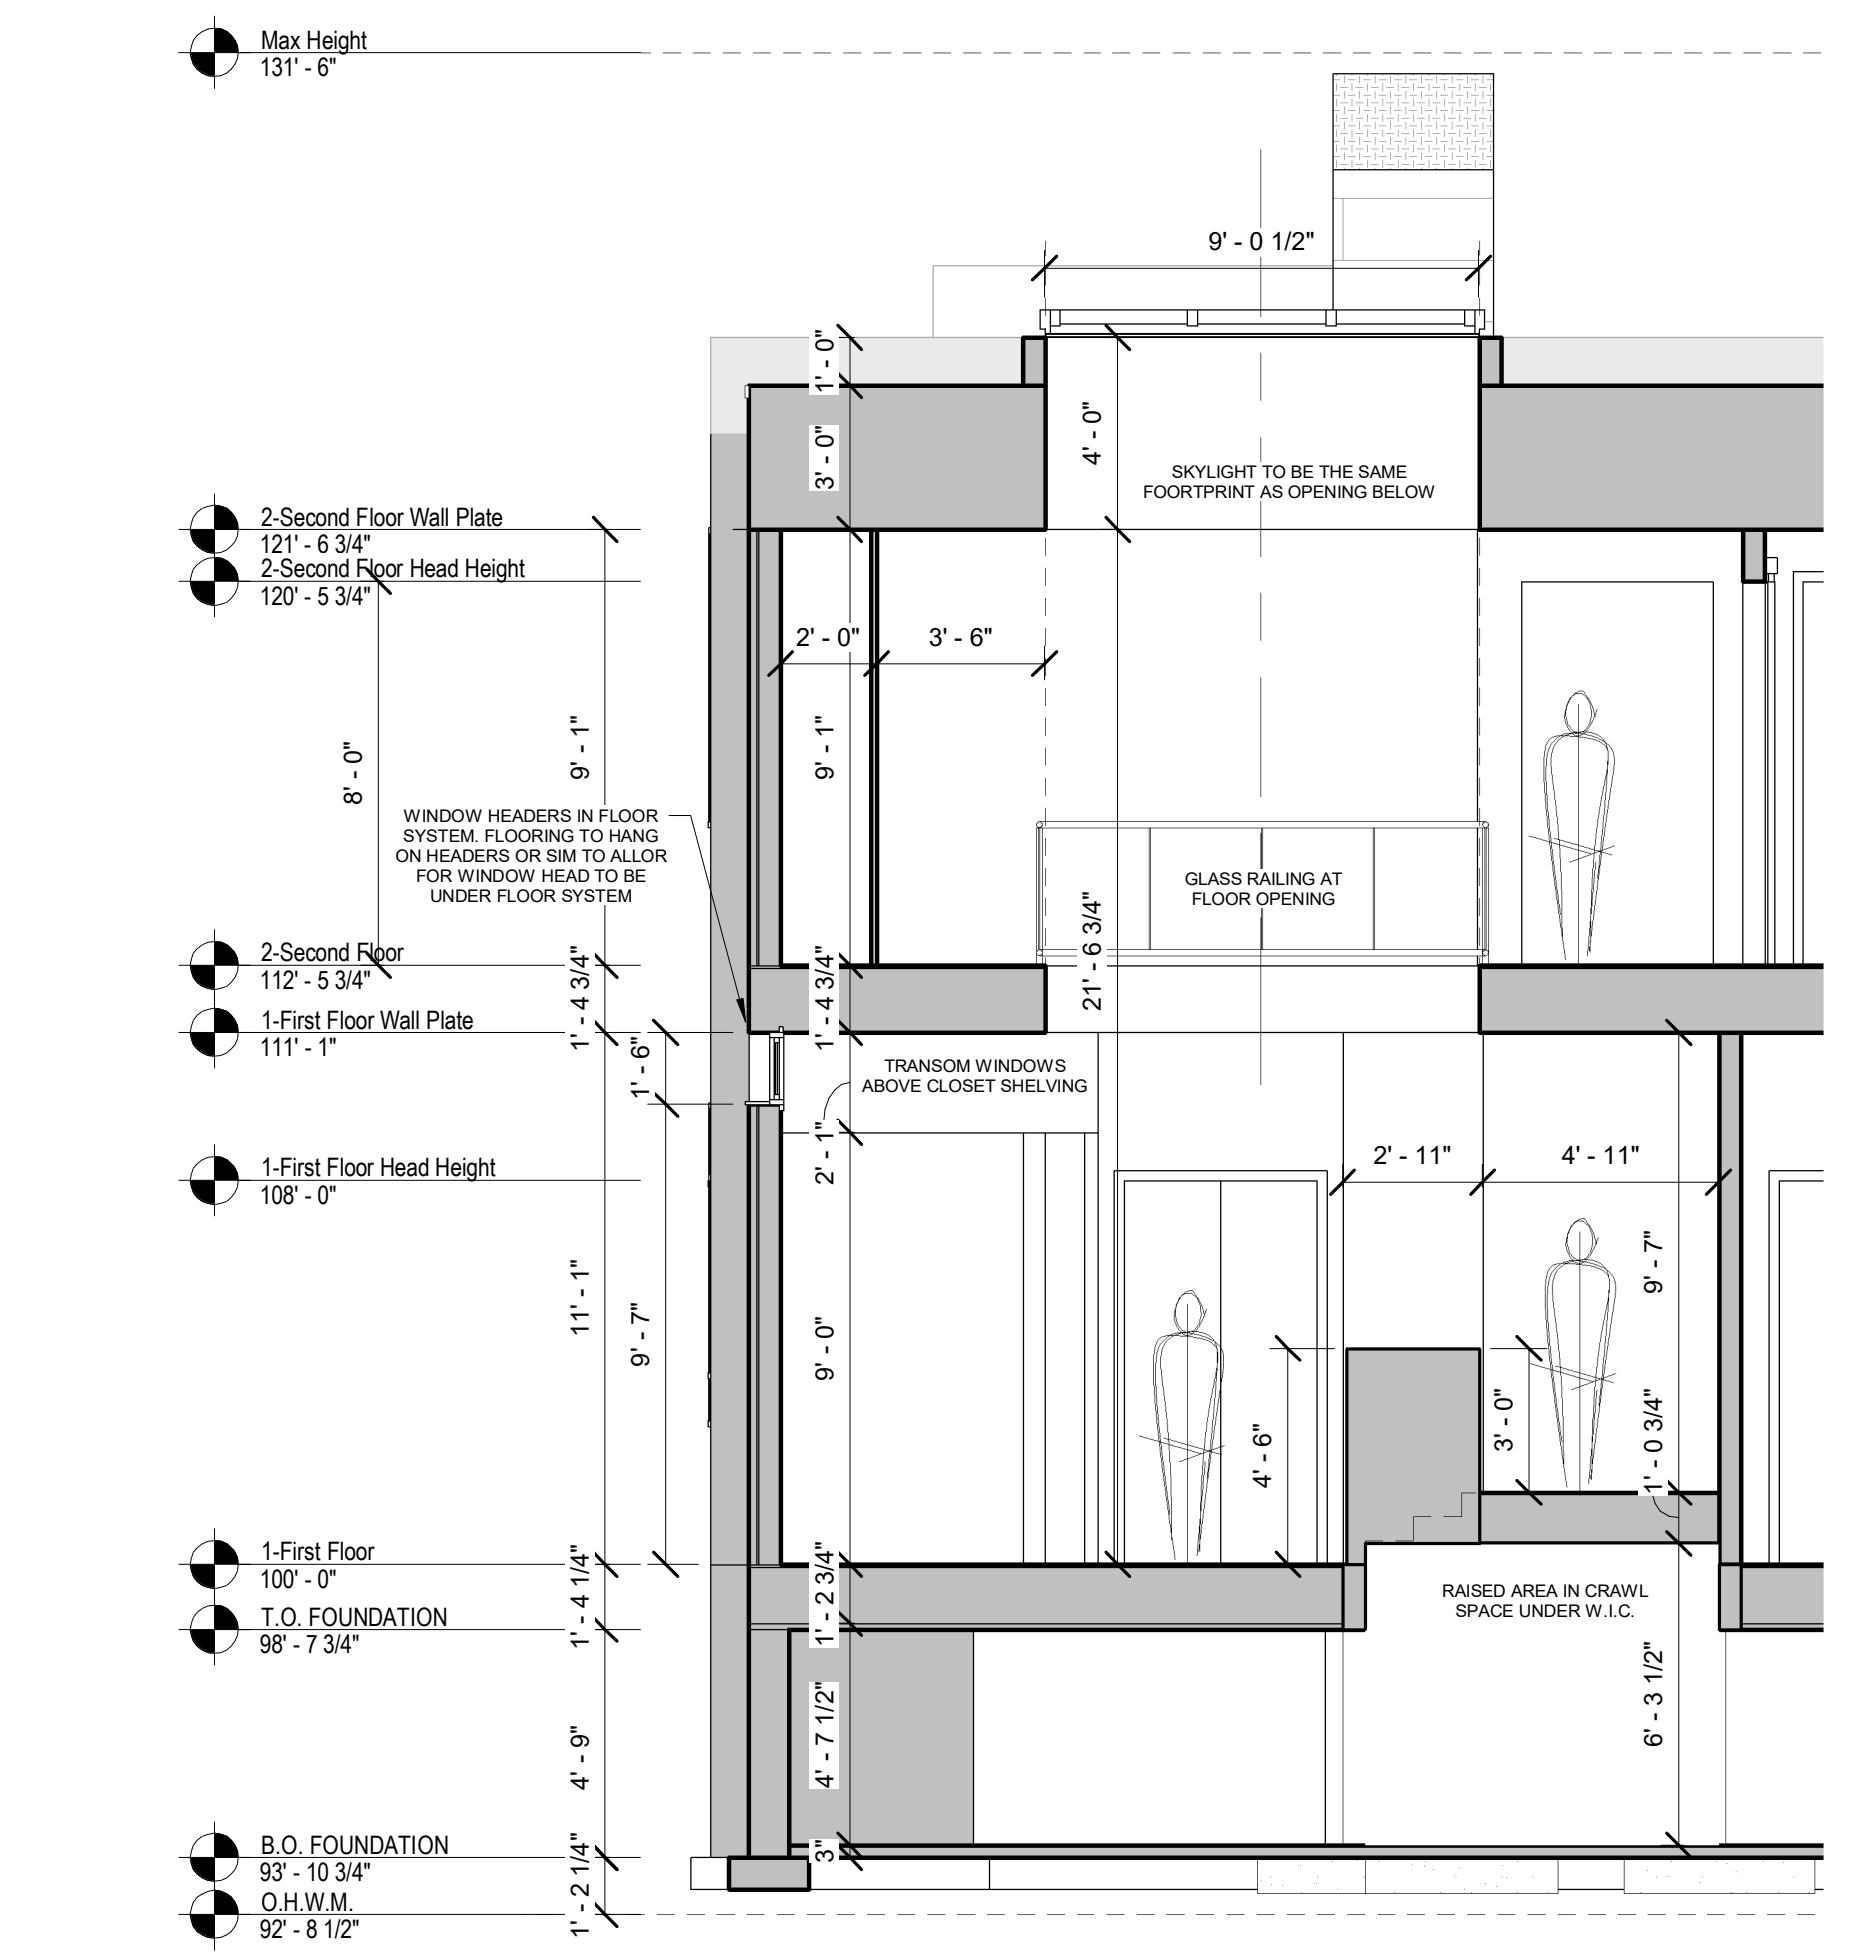 Max Height
131' - 6"
9' - 0 1/2"
1' - 0"
3' - 0"
4' - 0"
SKYLIGHT TO BE THE SAME
FOORTPRINT AS OPENING BELOW
2-Second Floor Wall Plate
121' - 6 3/4"
2-Second Floor Head Height
120' - 5 3/4"
2' - 0"
3' - 6"
8' - 0"
9' - 1"
9' - 1"
WINDOW HEADERS IN FLOOR
SYSTEM. FLOORING TO HANG
ON HEADERS OR SIM TO ALLOR
FOR WINDOW HEAD TO BE
UNDER FLOOR SYSTEM
GLASS RAILING AT
FLOOR OPENING
21' - 6 3/4"
2-Second Floor
112' - 5 3/4"
1' - 4 3/4"
1' - 4 3/4"
1-First Floor Wall Plate
111' - 1"
1' - 6"
TRANSOM WINDOWS
ABOVE CLOSET SHELVING
2' - 1"
2' - 11"
4' - 11"
1-First Floor Head Height
108' - 0"
11' - 1"
9' - 7"
9' - 0"
9' - 7"
4' - 6"
3' - 0"
1' - 0 3/4"
1-First Floor
100' - 0"
1' - 4 1/4"
1' - 2 3/4"
RAISED AREA IN CRAWL
SPACE UNDER W.I.C.
T.O. FOUNDATION
98' - 7 3/4"
4' - 9"
4' - 7 1/2"
6' - 3 1/2"
B.O. FOUNDATION
93' - 10 3/4"
3"
1' - 2 1/4"
O.H.W.M.
92' - 8 1/2"